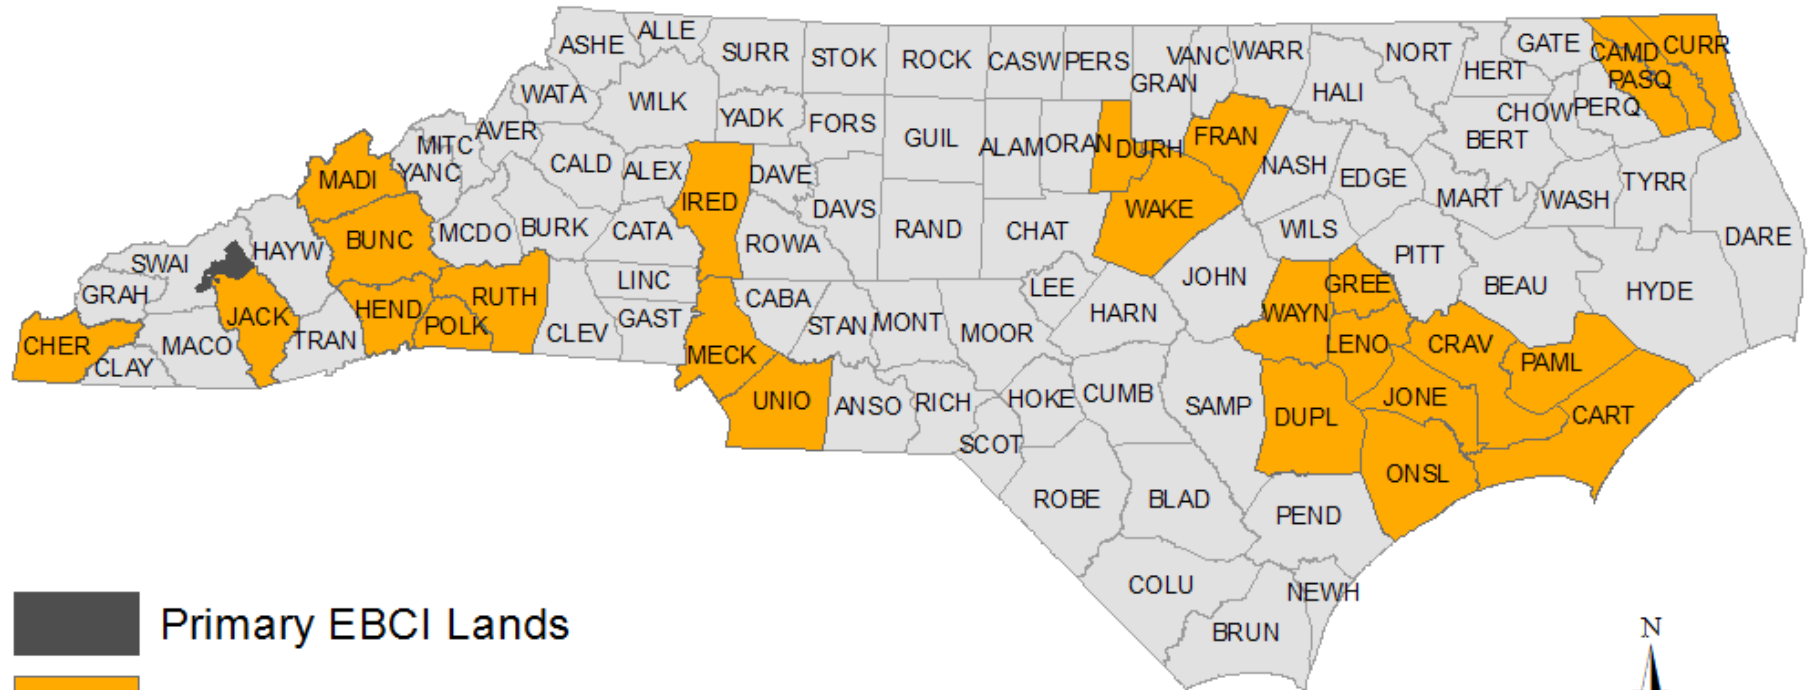 ASHE
ALLE
SURR
STOK
ROCK
CASW
PERS
GRAN
VANC
WARR
NORT
HALI
HERT
GATE
CAMD
CURR
PASQ
PERQ
CHOW
BERT
WATA
WILK
YADK
FORS
GUIL
ALAM
ORAN
DURH
FRAN
NASH
EDGE
MART
WASH
TYRR
DARE
MITC
AVER
YANC
CALD
ALEX
IRED
DAVE
DAVS
RAND
CHAT
WAKE
WILS
PITT
BEAU
HYDE
MADI
BUNC
MCDO
BURK
CATA
ROWA
SWAI
HAYW
GRAH
JACK
HEND
POLK
RUTH
CLEV
LINC
GAST
CABA
STAN
MONT
MOOR
LEE
HARN
JOHN
WAYN
GREE
LENO
CRAV
PAML
CHER
CLAY
MACO
TRAN
MECK
UNIO
ANSO
RICH
SCOT
HOKE
CUMB
SAMP
DUPL
JONE
CART
ONSL
ROBE
BLAD
PEND
COLU
NEWH
BRUN
Primary EBCI Lands
N